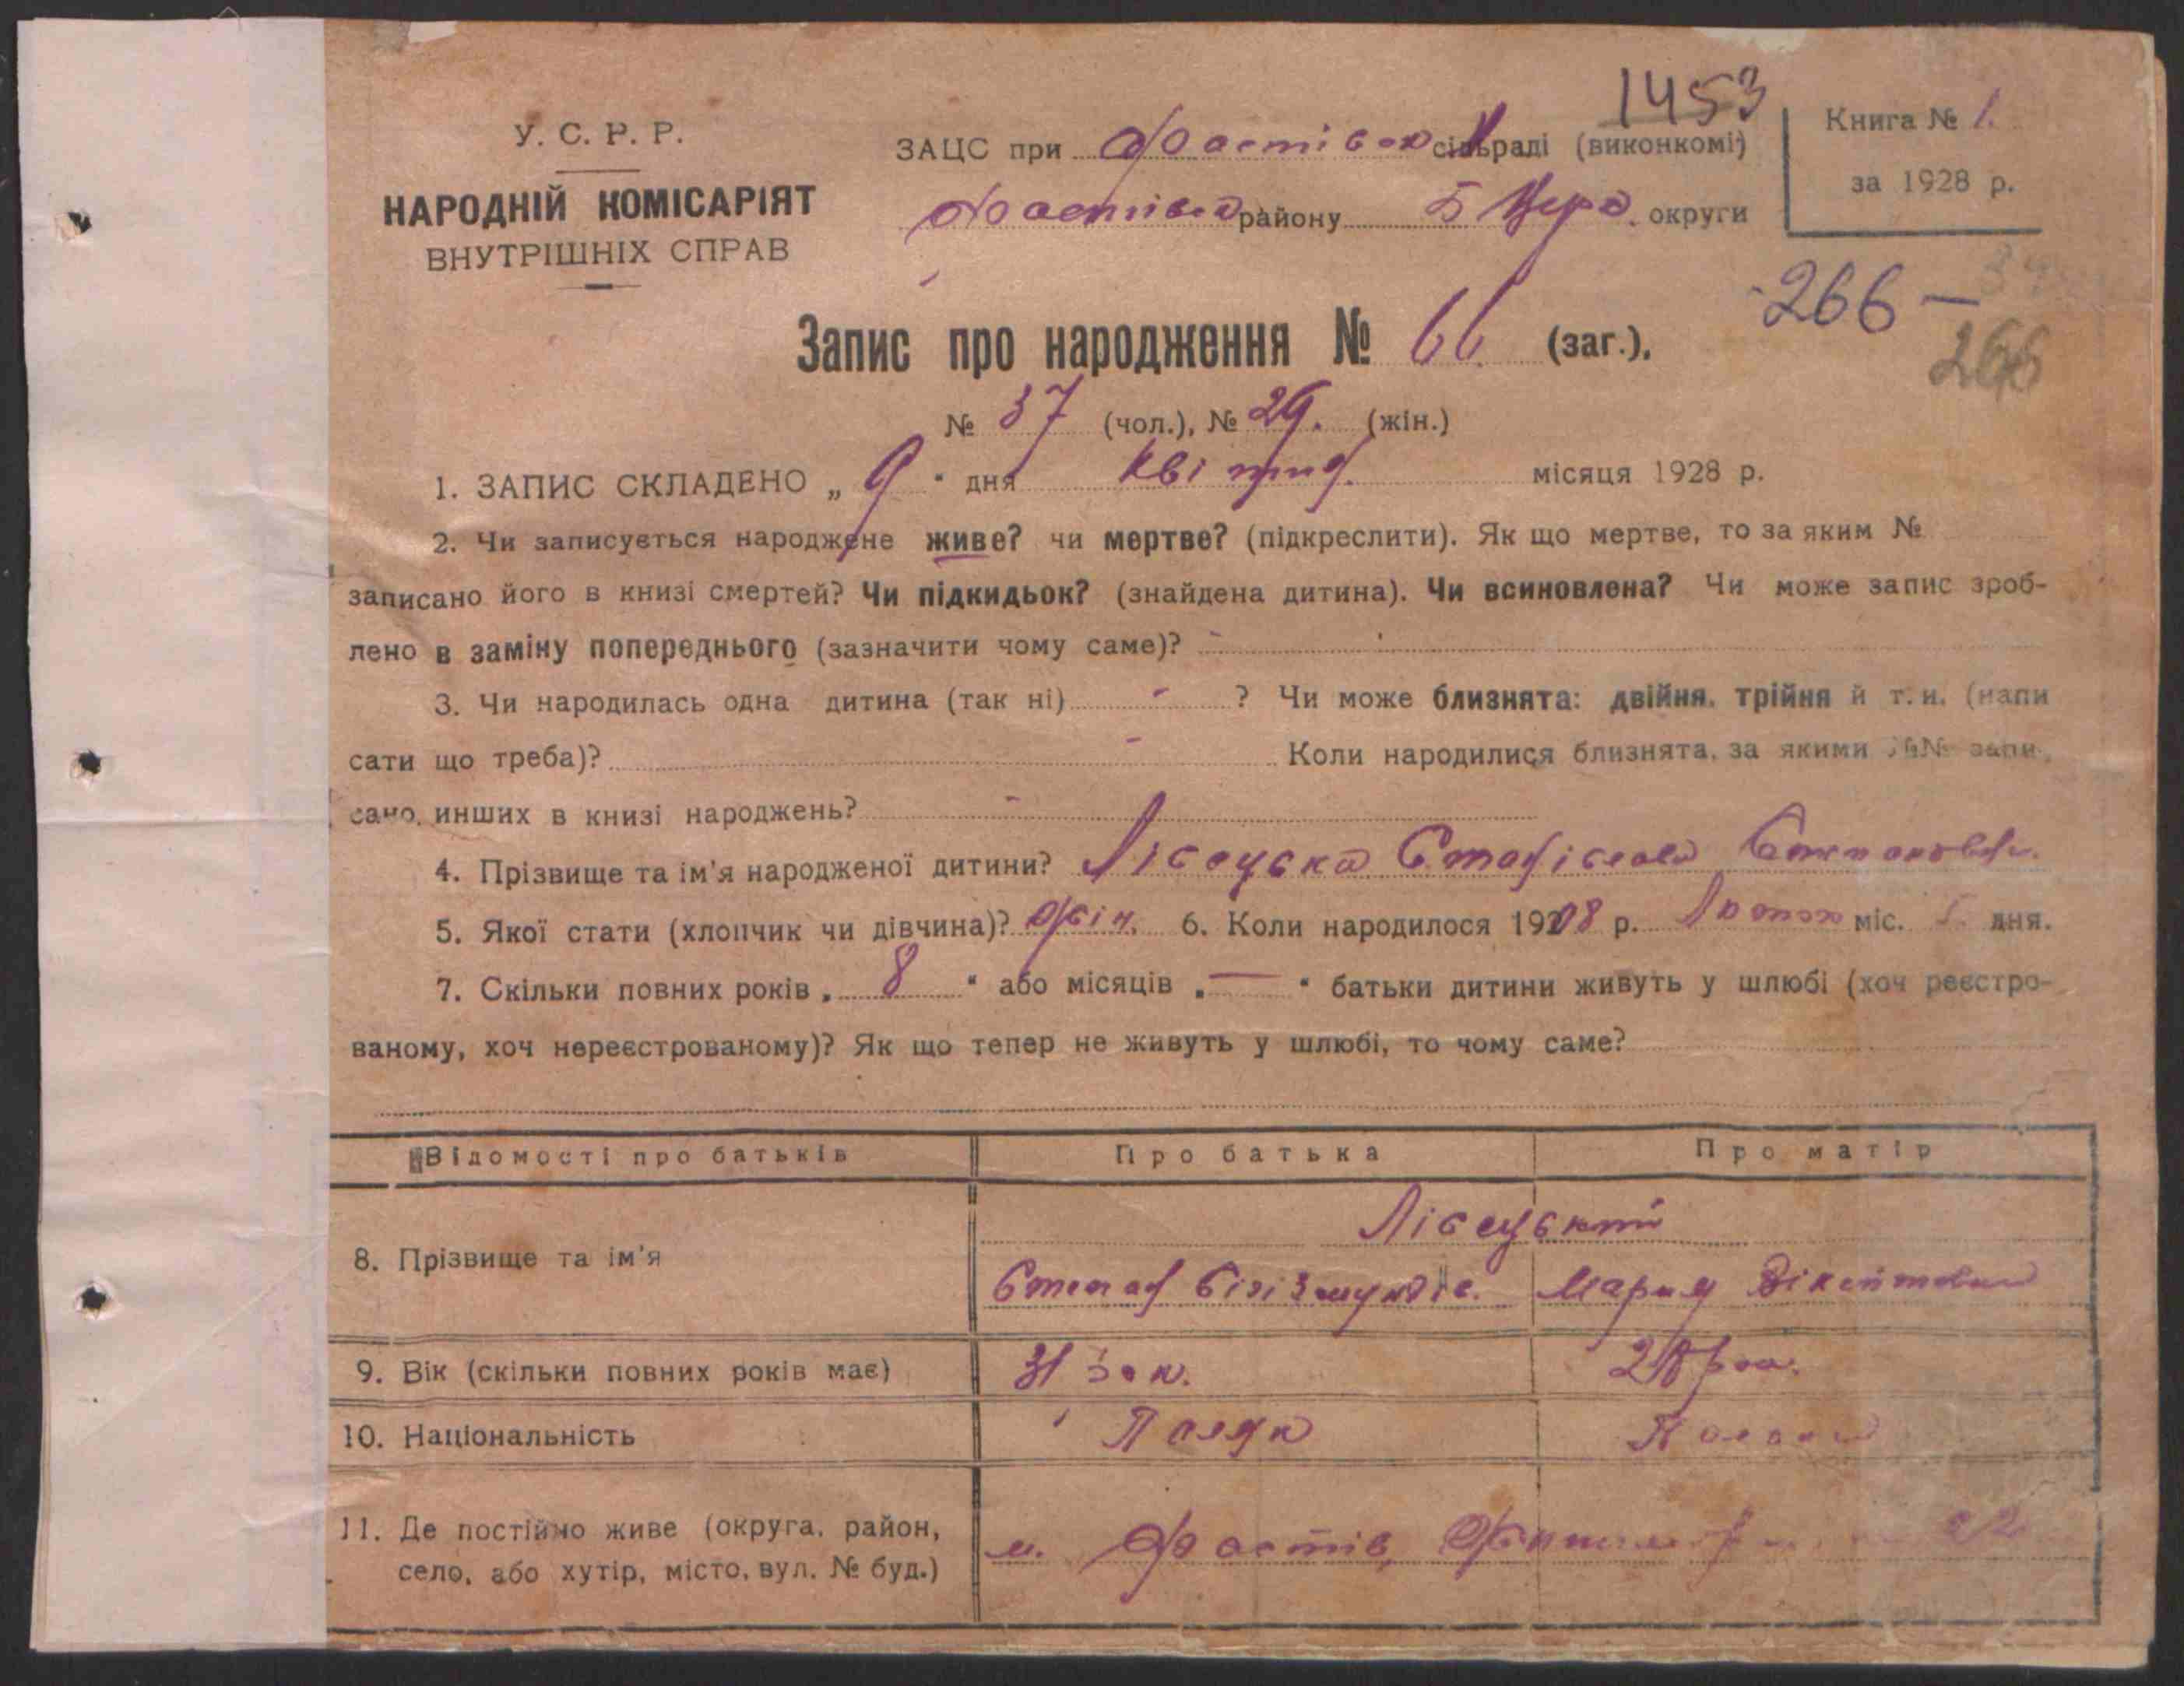 1453
У. С. Р. Р.
НАРОДНІЙ КОМІСАРІЯТ
ВНУТРІШНІХ СПРАВ
ЗАЦС при Фастівск сільраді (виконкомі)
Фастівск району Б Церк. округи
Книга № 1.
за 1928 р.
266 —
266
Запис про народження № 66 (заг.),
№ 37 (чол.), № 29. (жін.)
1. ЗАПИС СКЛАДЕНО „ 9 " дня квітня місяця 1928 р.
2. Чи записується народжене живе? чи мертве? (підкреслити). Як що мертве, то за яким №
записано його в книзі смертей? Чи підкидьок? (знайдена дитина). Чи всиновлена? Чи може запис зроб-
лено в заміну попереднього (зазначити чому саме)?
3. Чи народилась одна дитина (так ні) - ? Чи може близнята: двійня, трійня й т. и. (напи
сати що треба)? - Коли народилися близнята, за якими №№ запи-
сано, инших в книзі народжень? -
4. Прізвище та ім'я народженої дитини? Лісецька Станіслава
5. Якої стати (хлопчик чи дівчина)? жін. 6. Коли народилося 1928 р. Лютого міс. 5 дня.
7. Скільки повних років „ 8 " або місяців „ — " батьки дитини живуть у шлюбі (хоч реєстро-
ваному, хоч нереєстрованому)? Як що тепер не живуть у шлюбі, то чому саме?
Відомості про батьків Про батька Про матір
8. Прізвище та ім'я
Лісецький
Степан Сігізмундів. Мария
9. Вік (скільки повних років має) 31 28 рок.
10. Національність Поляк Полька
11. Де постійно живе (округа, район,
село, або хутір, місто, вул. № буд.)
м. Фастів,